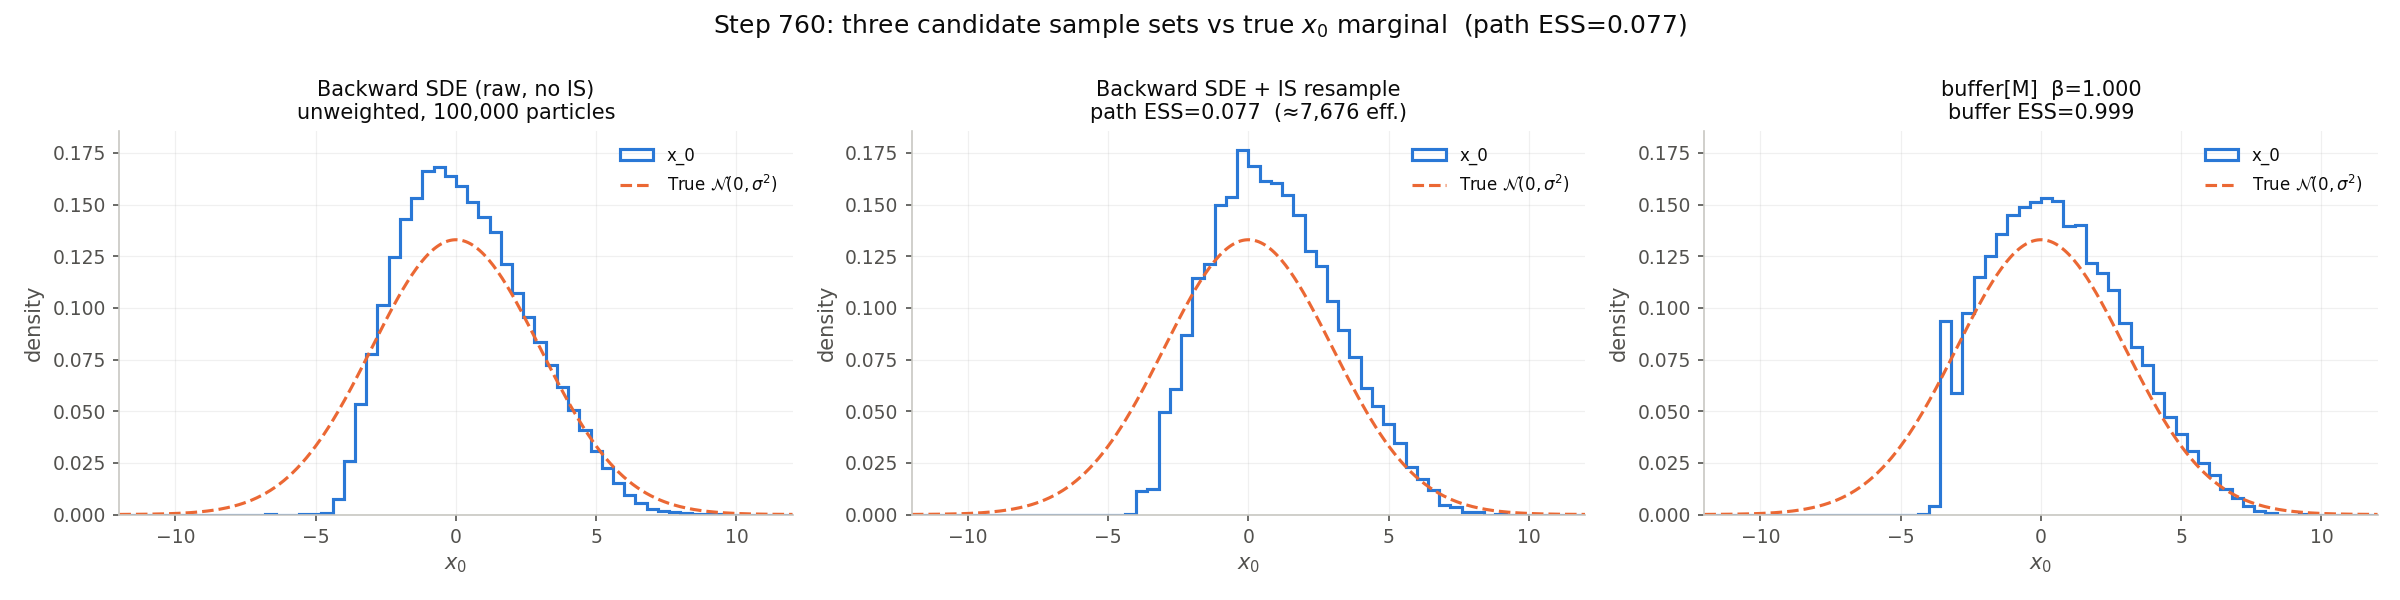 Step 760: three candidate sample sets vs true x₀ marginal (path ESS=0.077)
Backward SDE (raw, no IS)
unweighted, 100,000 particles
x_0
True 𝒩(0, σ²)
0.175
0.150
0.125
0.100
0.075
0.050
0.025
0.000
density
−10
−5
0
5
10
x₀
Backward SDE + IS resample
path ESS=0.077 (≈7,676 eff.)
x_0
True 𝒩(0, σ²)
0.175
0.150
0.125
0.100
0.075
0.050
0.025
0.000
density
−10
−5
0
5
10
x₀
buffer[M] β=1.000
buffer ESS=0.999
x_0
True 𝒩(0, σ²)
0.175
0.150
0.125
0.100
0.075
0.050
0.025
0.000
density
−10
−5
0
5
10
x₀